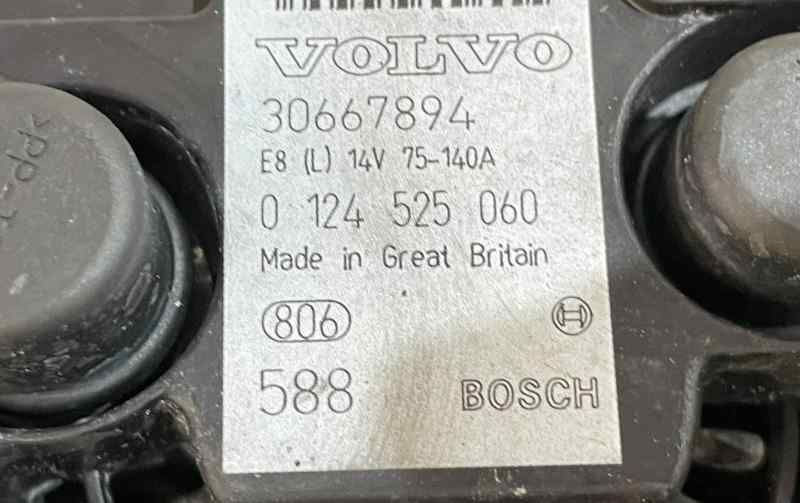 VOLVO
30667894
E8 (L) 14V 75-140A
0 124 525 060
Made in Great Britain
806
588 BOSCH